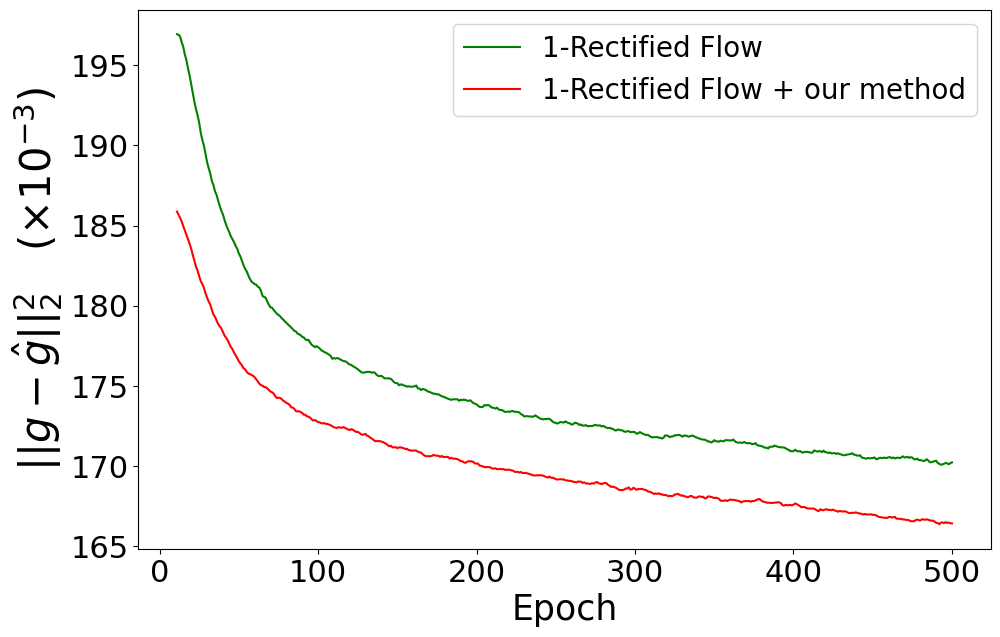 1-Rectified Flow
1-Rectified Flow + our method
||g − ĝ||₂² (×10⁻³)
195
190
185
180
175
170
165
0 100 200 300 400 500
Epoch